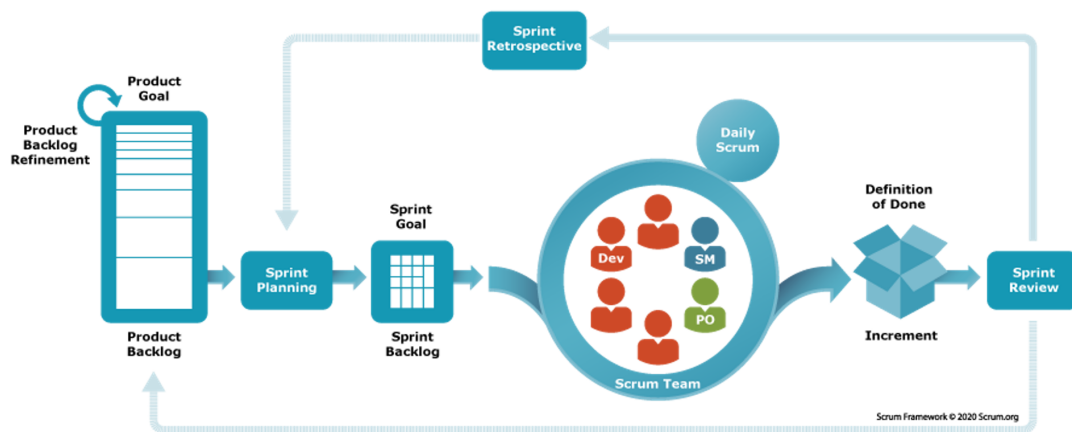 Sprint
Retrospective
Product
Goal
Product
Backlog
Refinement
Daily
Scrum
Sprint
Goal
Definition
of Done
Dev
SM
Sprint
Planning
Sprint
Review
PO
Product
Backlog
Sprint
Backlog
Increment
Scrum Team
Scrum Framework © 2020 Scrum.org